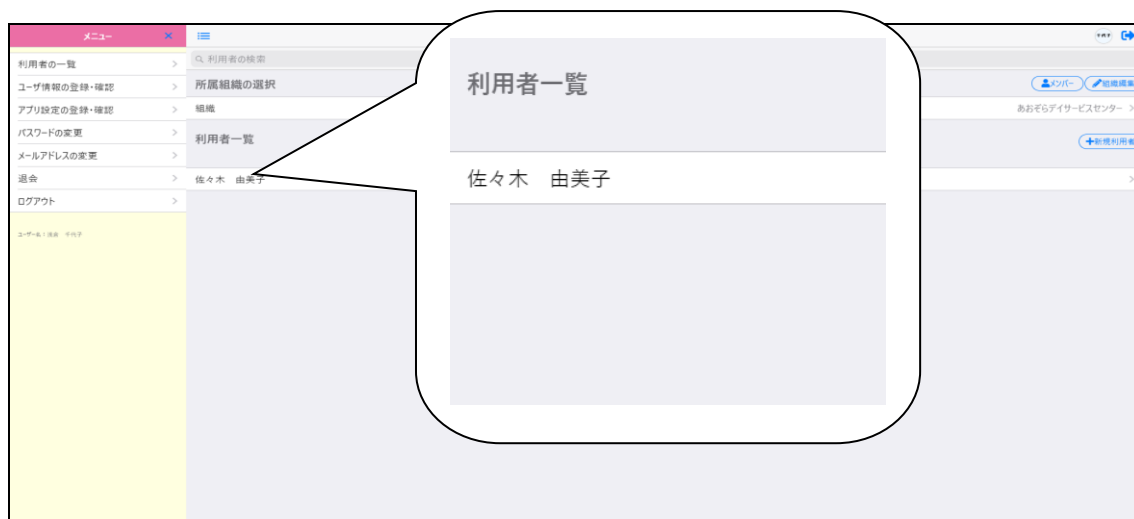 メニュー ×
利用者の一覧 >
ユーザ情報の登録・確認 >
アプリ設定の登録・確認 >
パスワードの変更 >
メールアドレスの変更 >
退会 >
ログアウト >
ユーザー名：
利用者の検索
所属組織の選択
メンバー
組織編集
組織
あおぞらデイサービスセンター >
利用者一覧
+新規利用者
佐々木 由美子 >
利用者一覧
佐々木 由美子